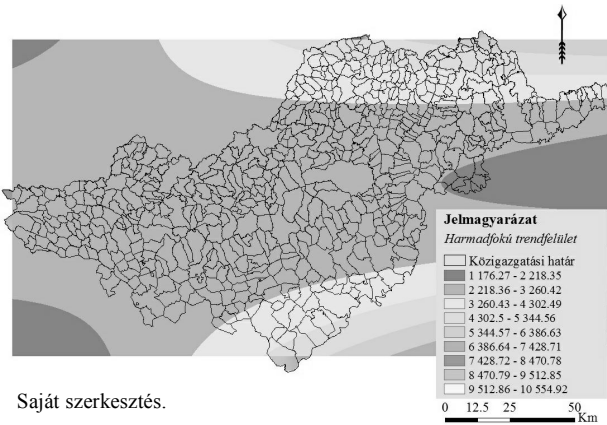 Jelmagyarázat
Harmadfokú trendfelület
Közigazgatási határ
1 176.27 - 2 218.35
2 218.36 - 3 260.42
3 260.43 - 4 302.49
4 302.5 - 5 344.56
5 344.57 - 6 386.63
6 386.64 - 7 428.71
7 428.72 - 8 470.78
8 470.79 - 9 512.85
9 512.86 - 10 554.92
0 12.5 25 50
Km
Saját szerkesztés.